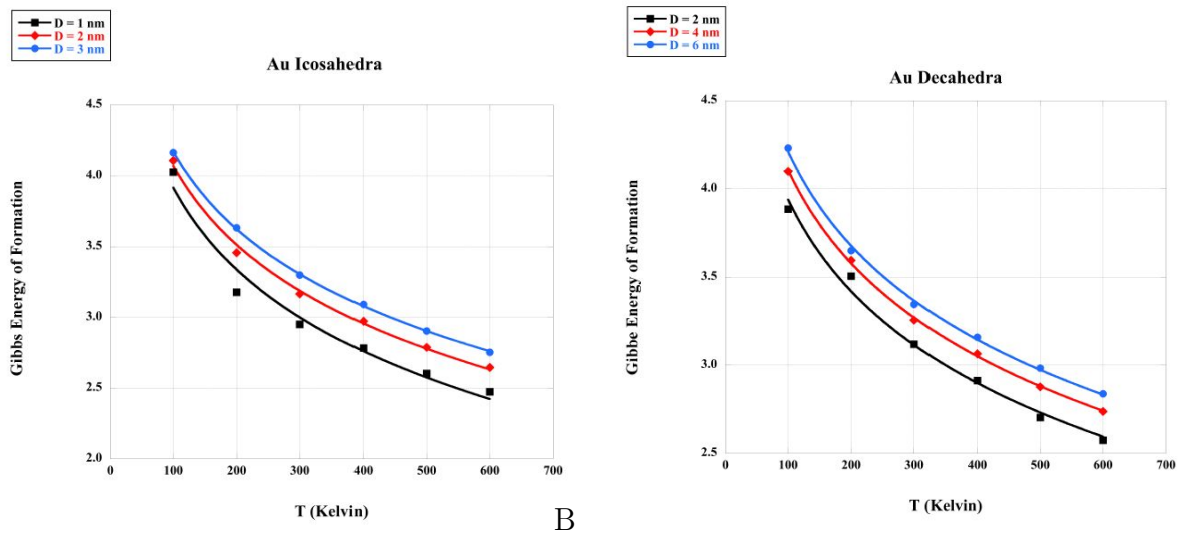 D = 1 nm
D = 2 nm
D = 3 nm
Au Icosahedra
Gibbs Energy of Formation
4.5
4.0
3.5
3.0
2.5
2.0
0 100 200 300 400 500 600 700
T (Kelvin)
B
D = 2 nm
D = 4 nm
D = 6 nm
Au Decahedra
Gibbe Energy of Formation
4.5
4.0
3.5
3.0
2.5
0 100 200 300 400 500 600 700
T (Kelvin)